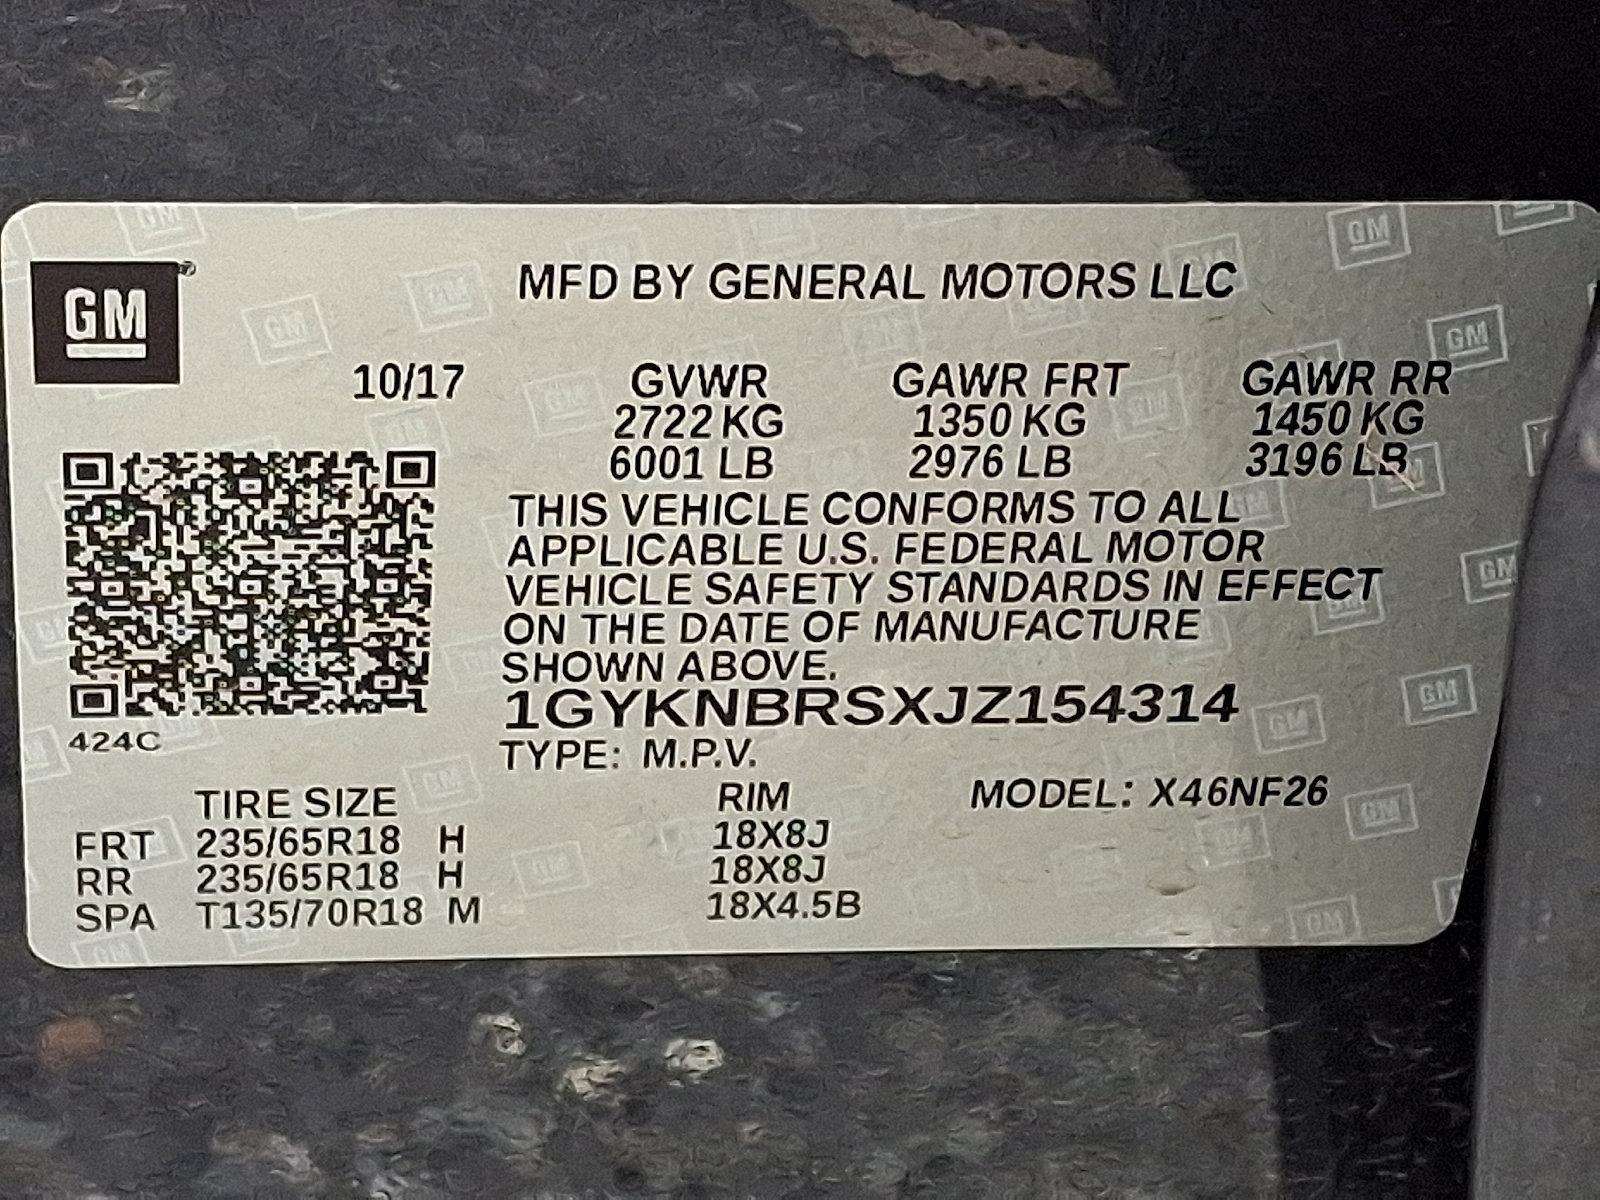 GM
MFD BY GENERAL MOTORS LLC
10/17 GVWR GAWR FRT GAWR RR
2722 KG 1350 KG 1450 KG
6001 LB 2976 LB 3196 LB
THIS VEHICLE CONFORMS TO ALL
APPLICABLE U.S. FEDERAL MOTOR
VEHICLE SAFETY STANDARDS IN EFFECT
ON THE DATE OF MANUFACTURE
SHOWN ABOVE.
1GYKNBRSXJZ154314
424C
TYPE: M.P.V.
TIRE SIZE RIM MODEL: X46NF26
FRT 235/65R18 H 18X8J
RR 235/65R18 H 18X8J
SPA T135/70R18 M 18X4.5B